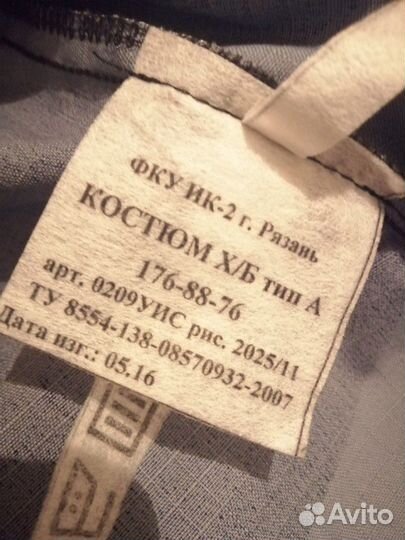 ФКУ ИК-2 г. Рязань
КОСТЮМ Х/Б тип А
176-88-76
арт. 0209УИС рис. 2025/11
ТУ 8554-138-08570932-2007
Дата изг.: 05.16
Avito